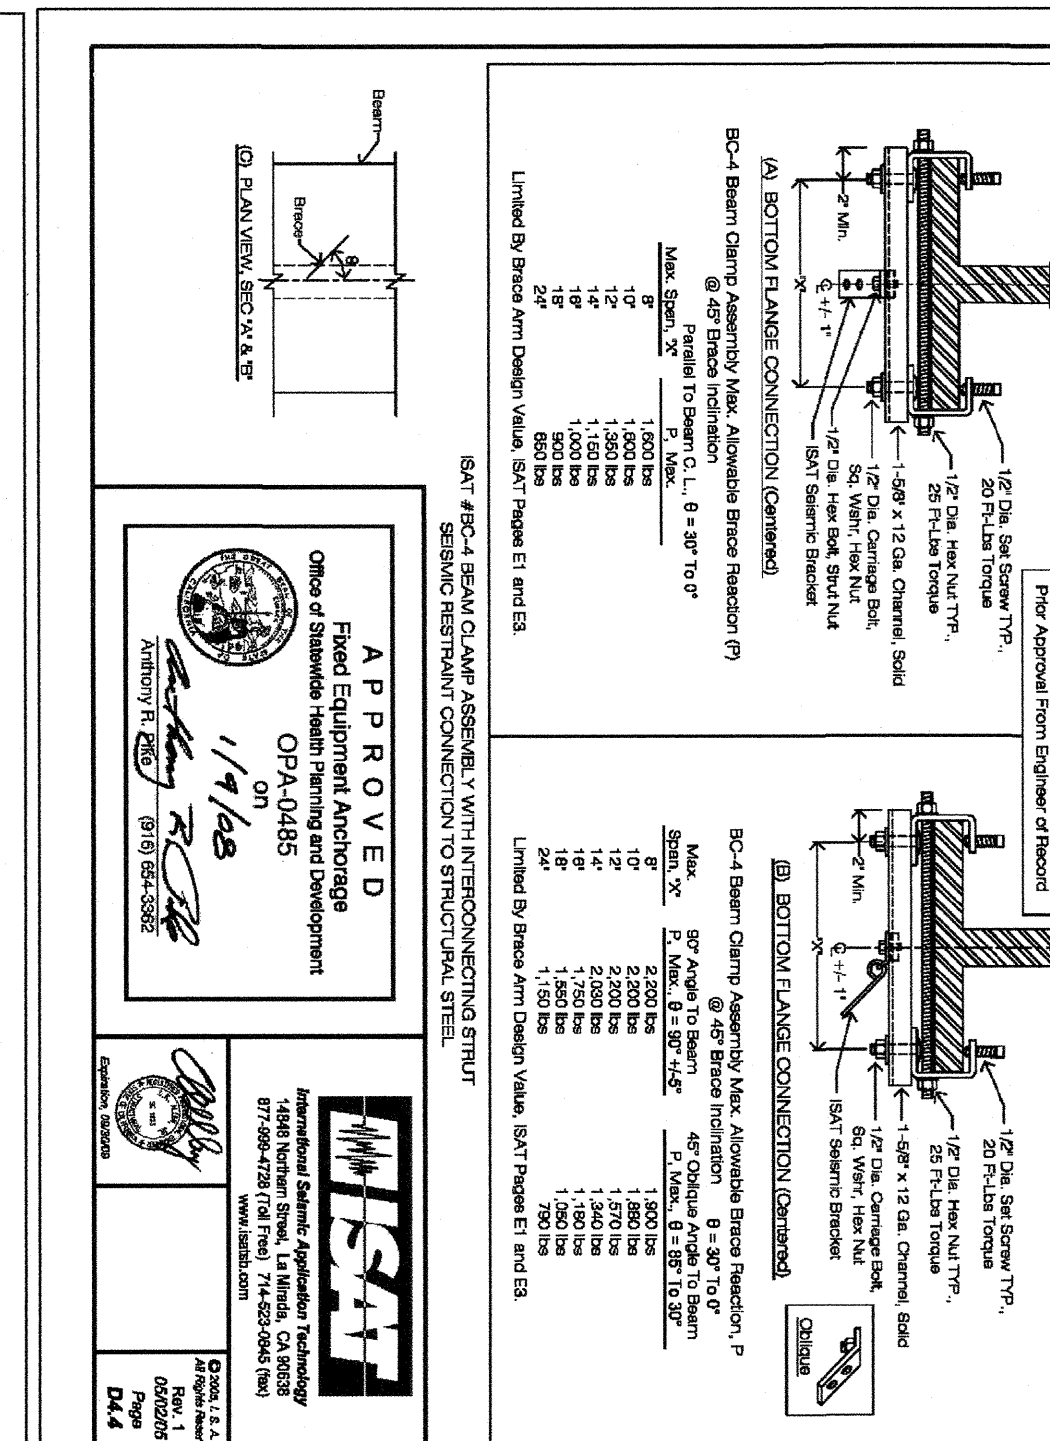 Prior Approval From Engineer of Record
1/2" Dia. Set Screw TYP.,
20 Ft-Lbs Torque
1/2" Dia. Hex Nut TYP.,
25 Ft-Lbs Torque
1-5/8" x 12 Ga. Channel, Solid
1/2" Dia. Carriage Bolt,
Sq. Wshr, Hex Nut
1/2" Dia. Hex Bolt, Strut Nut
ISAT Seismic Bracket
2" Min.
"X"
℄ +/- 1"
(A) BOTTOM FLANGE CONNECTION (Centered)
BC-4 Beam Clamp Assembly Max. Allowable Brace Reaction (P)
@ 45° Brace Inclination
Parallel To Beam C. L., θ = 30° To 0°
Max. Span, "X" P, Max.
8" 1,600 lbs
10" 1,600 lbs
12" 1,350 lbs
14" 1,150 lbs
16" 1,000 lbs
18" 900 lbs
24" 650 lbs
Limited By Brace Arm Design Value, ISAT Pages E1 and E3.
1/2" Dia. Set Screw TYP.,
20 Ft-Lbs Torque
1/2" Dia. Hex Nut TYP.,
25 Ft-Lbs Torque
1-5/8" x 12 Ga. Channel, Solid
1/2" Dia. Carriage Bolt,
Sq. Wshr, Hex Nut
ISAT Seismic Bracket
2" Min.
"X"
℄ +/- 1"
Oblique
(B) BOTTOM FLANGE CONNECTION (Centered)
BC-4 Beam Clamp Assembly Max. Allowable Brace Reaction, P
@ 45° Brace Inclination θ = 30° To 0°
Max. 90° Angle To Beam 45° Oblique Angle To Beam
Span, "X" P, Max., θ = 90° +/-5° P, Max., θ = 85° To 30°
8" 2,200 lbs 1,900 lbs
10" 2,200 lbs 1,880 lbs
12" 2,200 lbs 1,570 lbs
14" 2,030 lbs 1,340 lbs
16" 1,750 lbs 1,180 lbs
18" 1,550 lbs 1,050 lbs
24" 1,150 lbs 790 lbs
Limited By Brace Arm Design Value, ISAT Pages E1 and E3.
ISAT #BC-4 BEAM CLAMP ASSEMBLY WITH INTERCONNECTING STRUT
SEISMIC RESTRAINT CONNECTION TO STRUCTURAL STEEL
Beam
Brace
θ
(C) PLAN VIEW, SEC "A" & "B"
APPROVED
Fixed Equipment Anchorage
Office of Statewide Health Planning and Development
OPA-0485
on
1/9/08
Anthony R. Pike (916) 654-3362
Expiration, 09/30/09
ISAT
International Seismic Application Technology
14848 Northam Street, La Mirada, CA 90638
877-999-4728 (Toll Free) 714-523-0845 (fax)
www.isatsb.com
© 2003, I. S. A.
All Rights Reser
Rev. 1
05/02/05
Page
D4.4